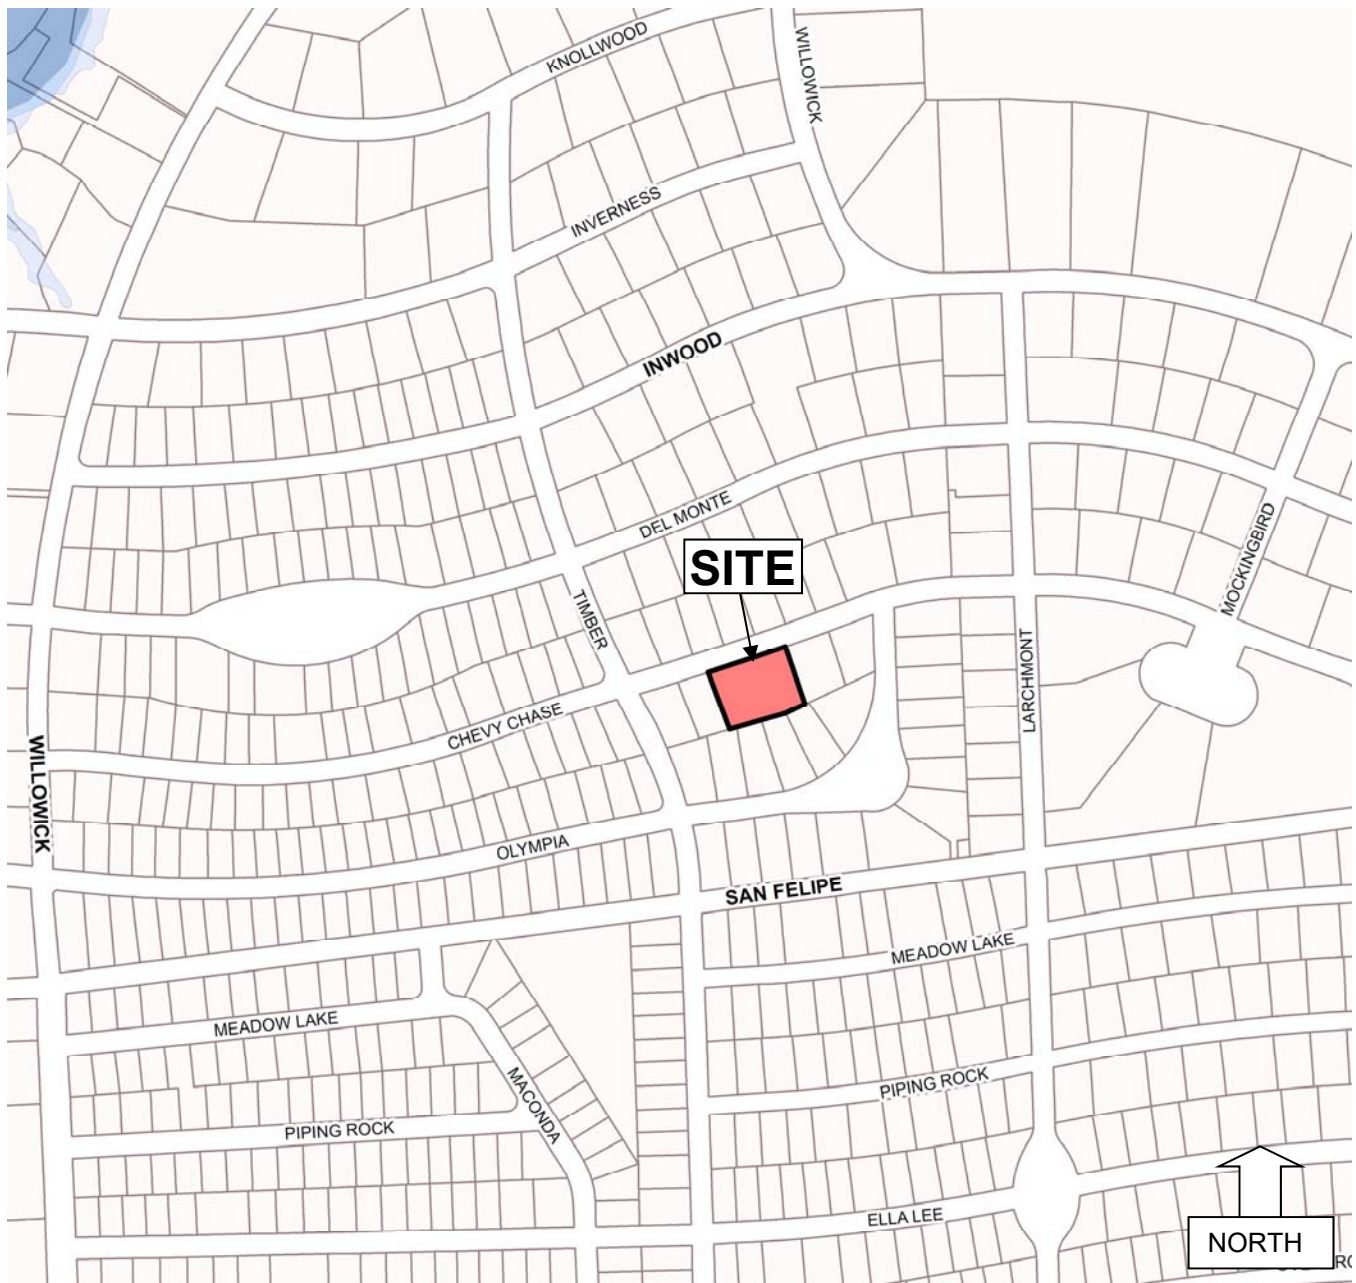 KNOLLWOOD
WILLOWICK
INVERNESS
INWOOD
DEL MONTE
MOCKINGBIRD
SITE
TIMBER
LARCHMONT
CHEVY CHASE
WILLOWICK
OLYMPIA
SAN FELIPE
MEADOW LAKE
MEADOW LAKE
MACONDA
PIPING ROCK
PIPING ROCK
ELLA LEE
NORTH